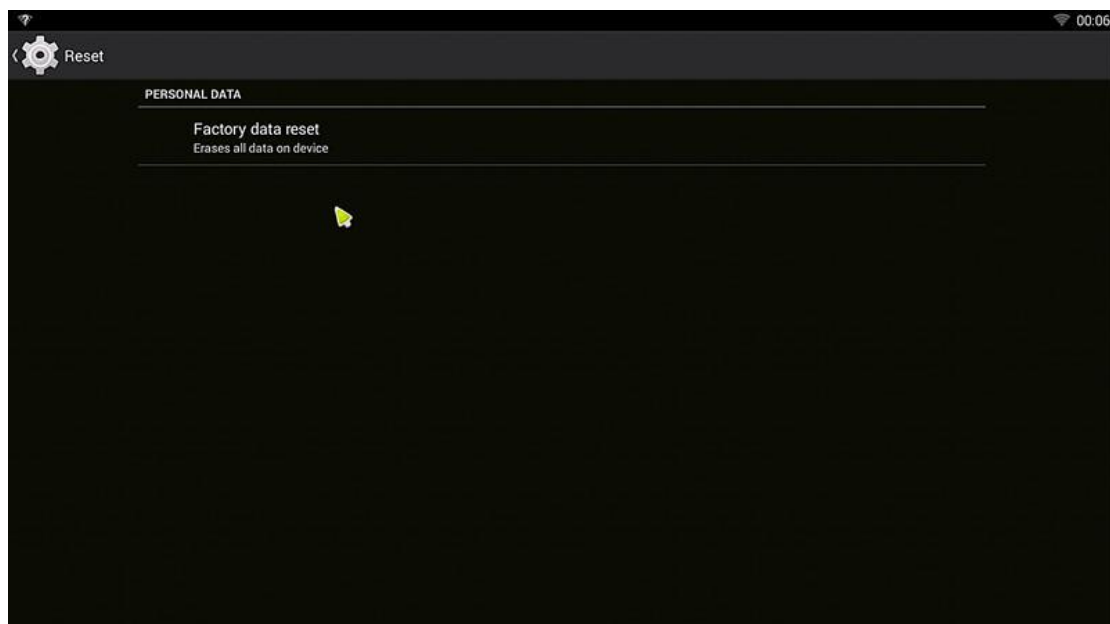 00:06
Reset
PERSONAL DATA
Factory data reset
Erases all data on device